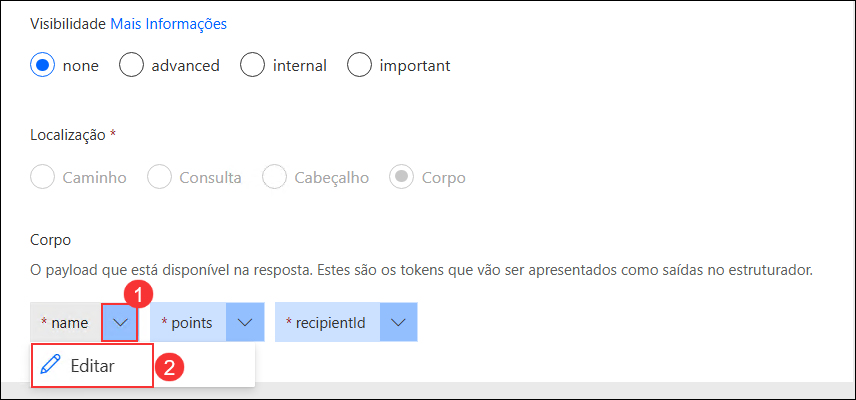 Visibilidade Mais Informações
none advanced internal important
Localização *
Caminho Consulta Cabeçalho Corpo
Corpo
O payload que está disponível na resposta. Estes são os tokens que vão ser apresentados como saídas no estruturador.
1
* name * points * recipientId
Editar 2